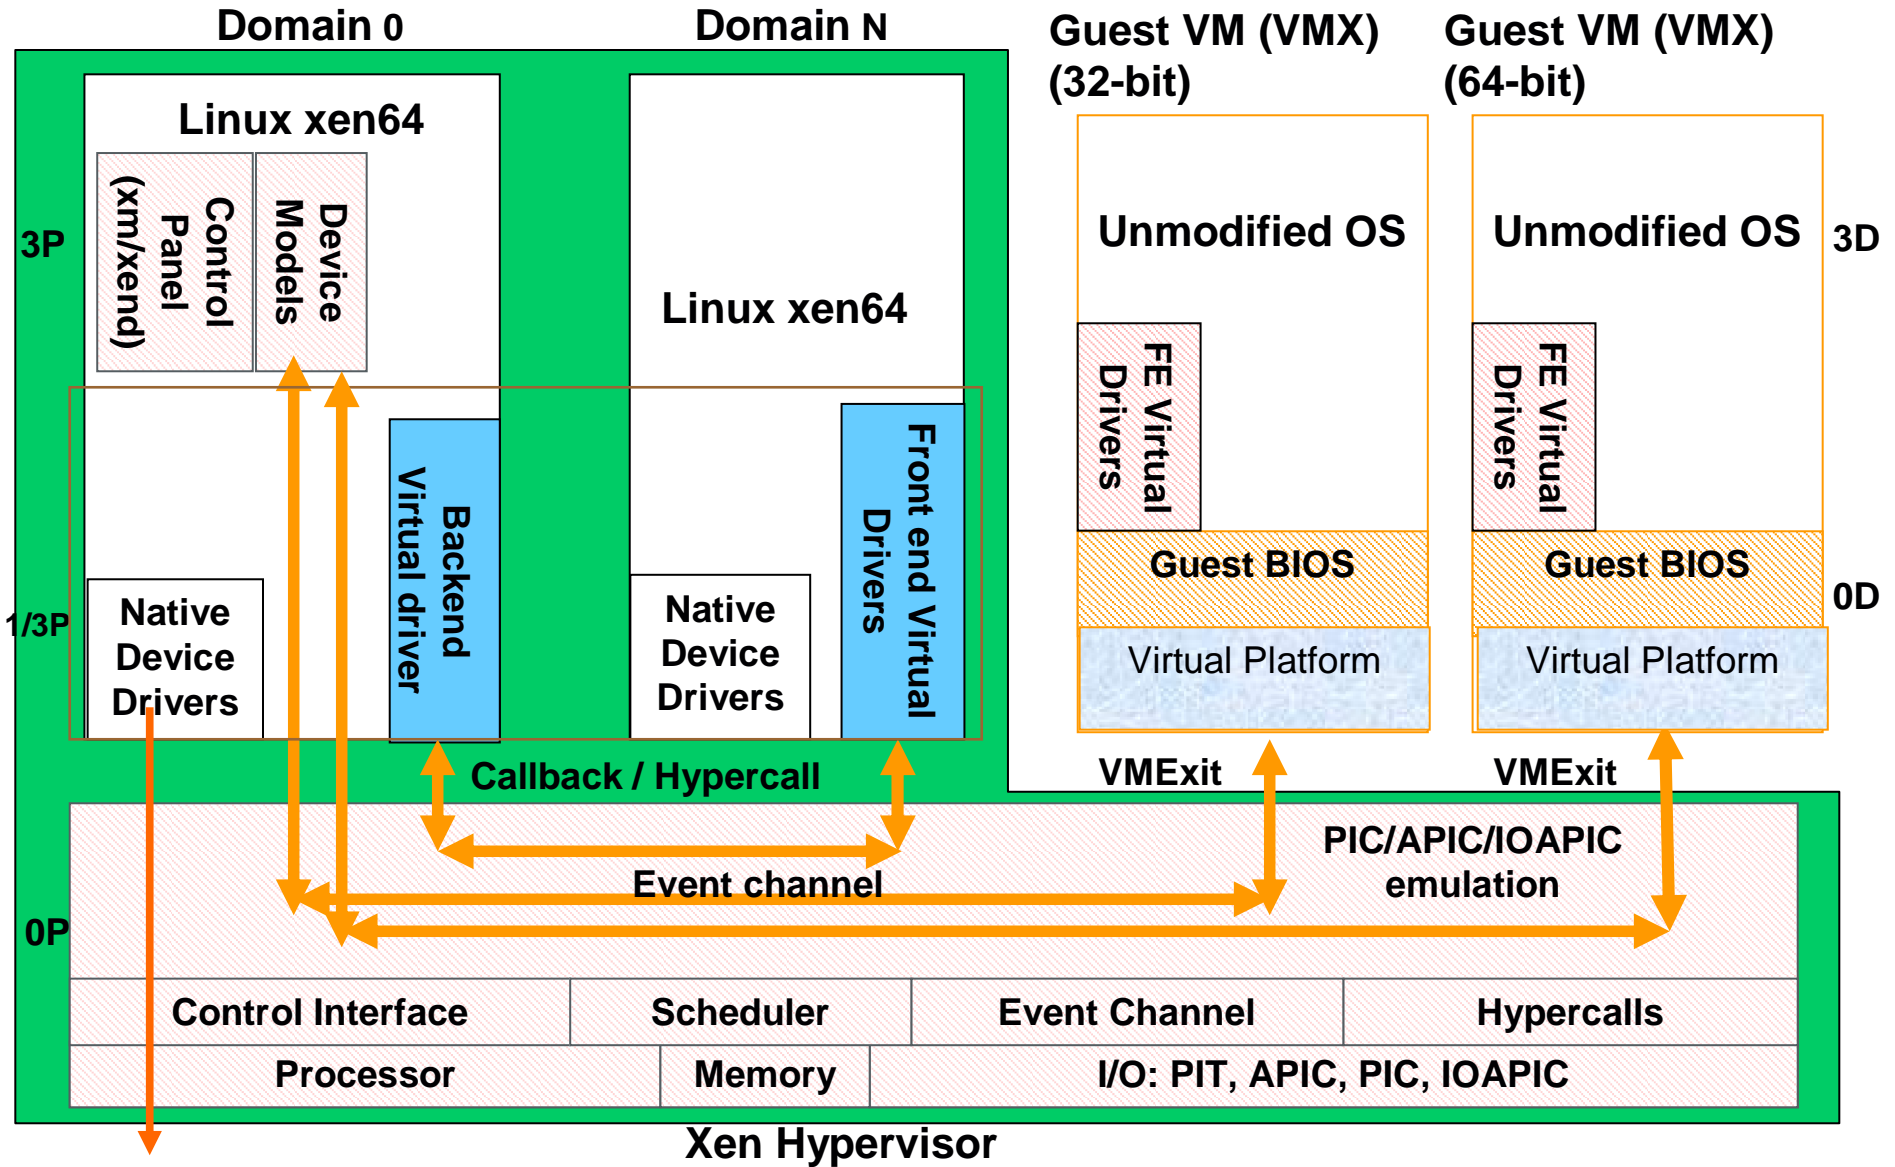 Domain 0
Domain N
Guest VM (VMX)
(32-bit)
Guest VM (VMX)
(64-bit)
Linux xen64
Control
Panel
(xm/xend)
Device
Models
3P
Linux xen64
Unmodified OS
Unmodified OS
3D
FE Virtual
Drivers
FE Virtual
Drivers
Backend
Virtual driver
Front end Virtual
Drivers
Guest BIOS
Guest BIOS
0D
1/3P
Native
Device
Drivers
Native
Device
Drivers
Virtual Platform
Virtual Platform
Callback / Hypercall
VMExit
VMExit
PIC/APIC/IOAPIC
emulation
Event channel
0P
Control Interface
Scheduler
Event Channel
Hypercalls
Processor
Memory
I/O: PIT, APIC, PIC, IOAPIC
Xen Hypervisor